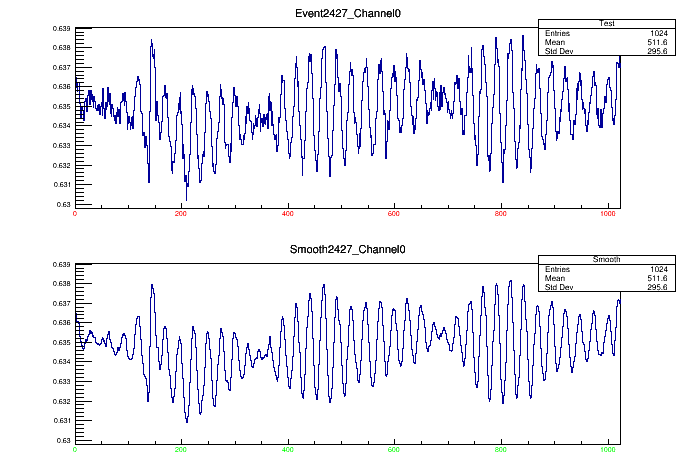 Event2427_Channel0
Test
Entries 1024
Mean 511.6
Std Dev 295.6
0.639
0.638
0.637
0.636
0.635
0.634
0.633
0.632
0.631
0.63
0 200 400 600 800 1000
Smooth2427_Channel0
Smooth
Entries 1024
Mean 511.6
Std Dev 295.6
0.639
0.638
0.637
0.636
0.635
0.634
0.633
0.632
0.631
0.63
0 200 400 600 800 1000